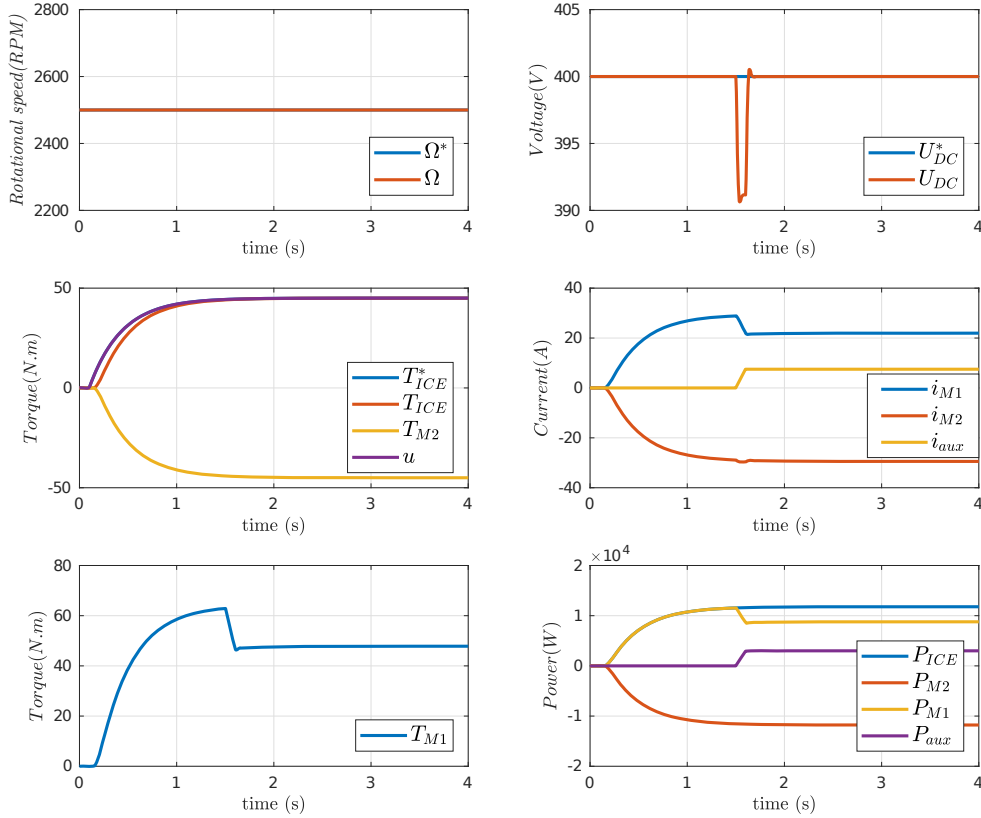 Rotational speed(RPM)
2800
2600
2400
2200
Ω*
Ω
0 1 2 3 4
time (s)
Voltage(V)
405
400
395
390
U*DC
UDC
0 1 2 3 4
time (s)
Torque(N.m)
50
0
-50
T*ICE
TICE
TM2
u
0 1 2 3 4
time (s)
Current(A)
40
20
0
-20
-40
iM1
iM2
iaux
0 1 2 3 4
time (s)
Torque(N.m)
80
60
40
20
0
TM1
0 1 2 3 4
time (s)
Power(W)
×10^4
2
1
0
-1
-2
PICE
PM2
PM1
Paux
0 1 2 3 4
time (s)